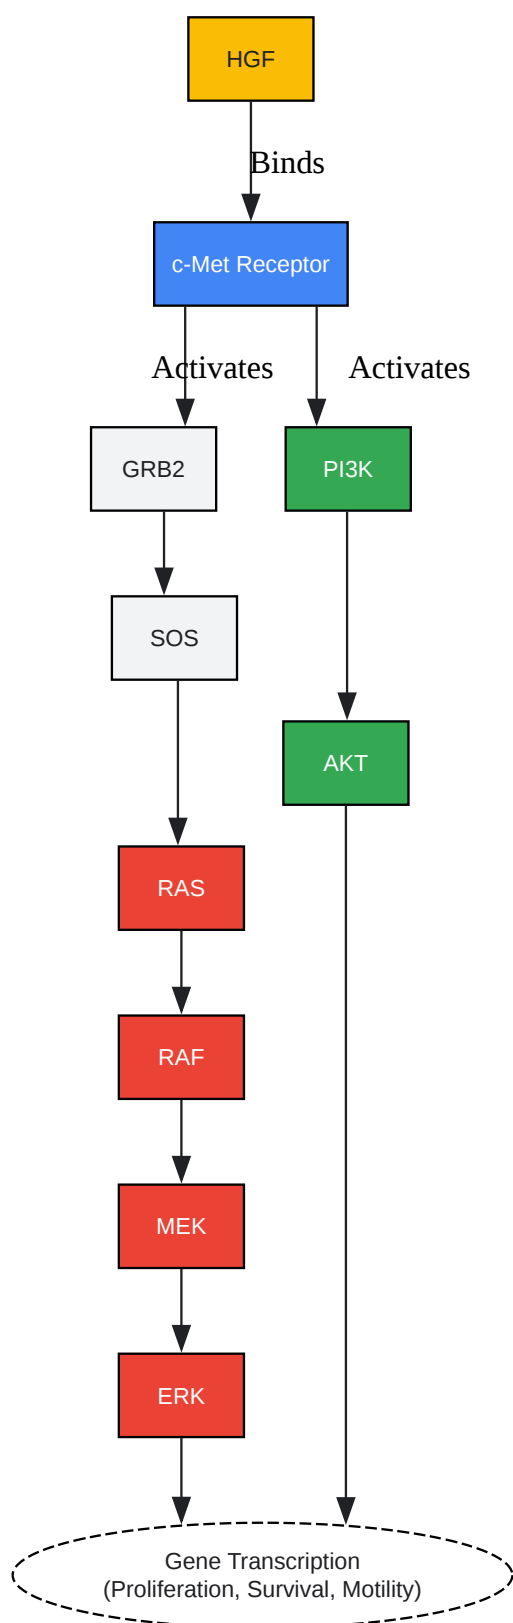 HGF
Binds
c-Met Receptor
Activates
Activates
GRB2
PI3K
SOS
AKT
RAS
RAF
MEK
ERK
Gene Transcription
(Proliferation, Survival, Motility)